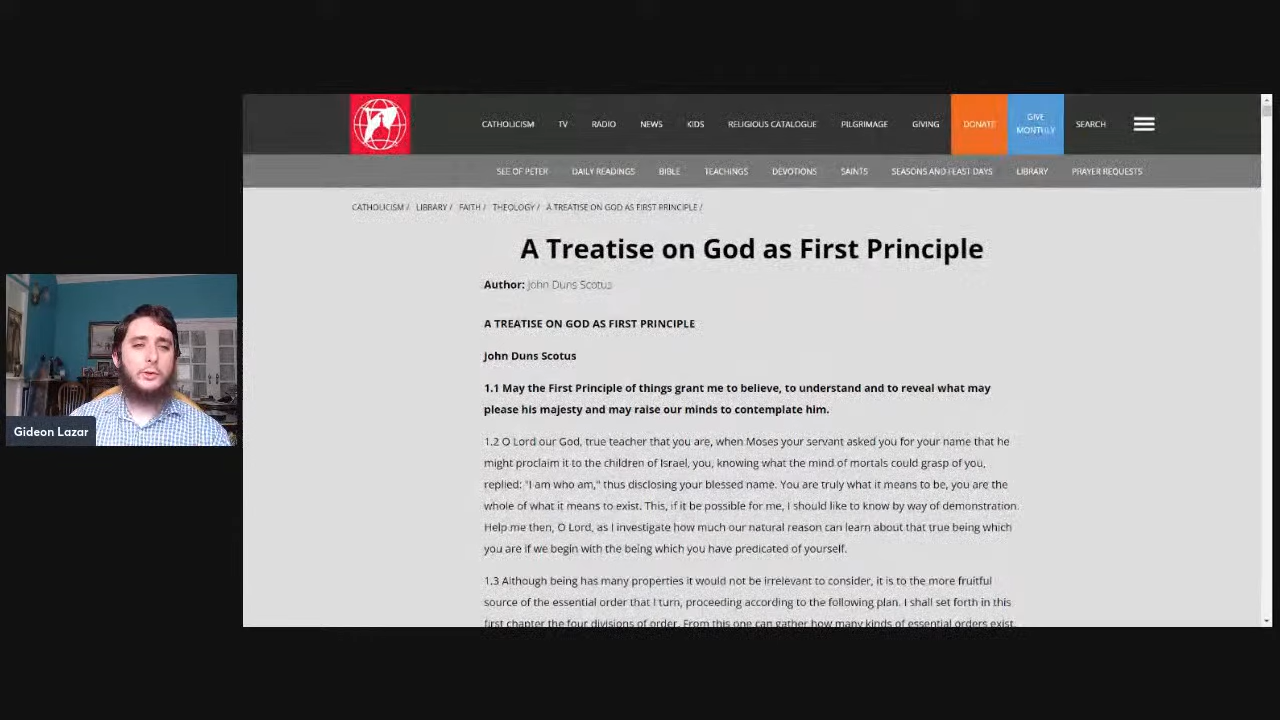 CATHOLICISM TV RADIO NEWS KIDS RELIGIOUS CATALOGUE PILGRIMAGE GIVING DONATE GIVE MONTHLY SEARCH
SEE OF PETER DAILY READINGS BIBLE TEACHINGS DEVOTIONS SAINTS SEASONS AND FEAST DAYS LIBRARY PRAYER REQUESTS
CATHOLICISM / LIBRARY / FAITH / THEOLOGY / A TREATISE ON GOD AS FIRST PRINCIPLE /
A Treatise on God as First Principle
Author: John Duns Scotus
A TREATISE ON GOD AS FIRST PRINCIPLE
John Duns Scotus
1.1 May the First Principle of things grant me to believe, to understand and to reveal what may
please his majesty and may raise our minds to contemplate him.
Gideon Lazar
1.2 O Lord our God, true teacher that you are, when Moses your servant asked you for your name that he
might proclaim it to the children of Israel, you, knowing what the mind of mortals could grasp of you,
replied: "I am who am," thus disclosing your blessed name. You are truly what it means to be, you are the
whole of what it means to exist. This, if it be possible for me, I should like to know by way of demonstration.
Help me then, O Lord, as I investigate how much our natural reason can learn about that true being which
you are if we begin with the being which you have predicated of yourself.
1.3 Although being has many properties it would not be irrelevant to consider, it is to the more fruitful
source of the essential order that I turn, proceeding according to the following plan. I shall set forth in this
first chapter the four divisions of order. From this one can gather how many kinds of essential orders exist.